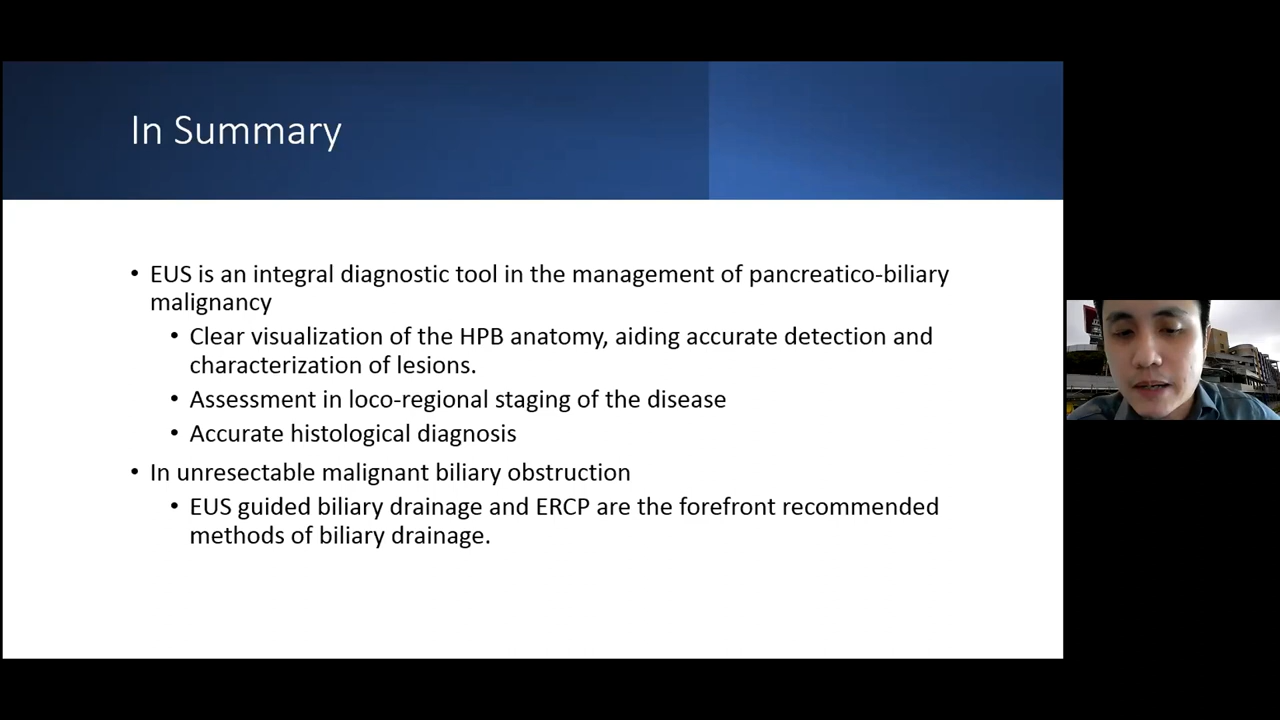 In Summary
• EUS is an integral diagnostic tool in the management of pancreatico-biliary
malignancy
• Clear visualization of the HPB anatomy, aiding accurate detection and
characterization of lesions.
• Assessment in loco-regional staging of the disease
• Accurate histological diagnosis
• In unresectable malignant biliary obstruction
• EUS guided biliary drainage and ERCP are the forefront recommended
methods of biliary drainage.